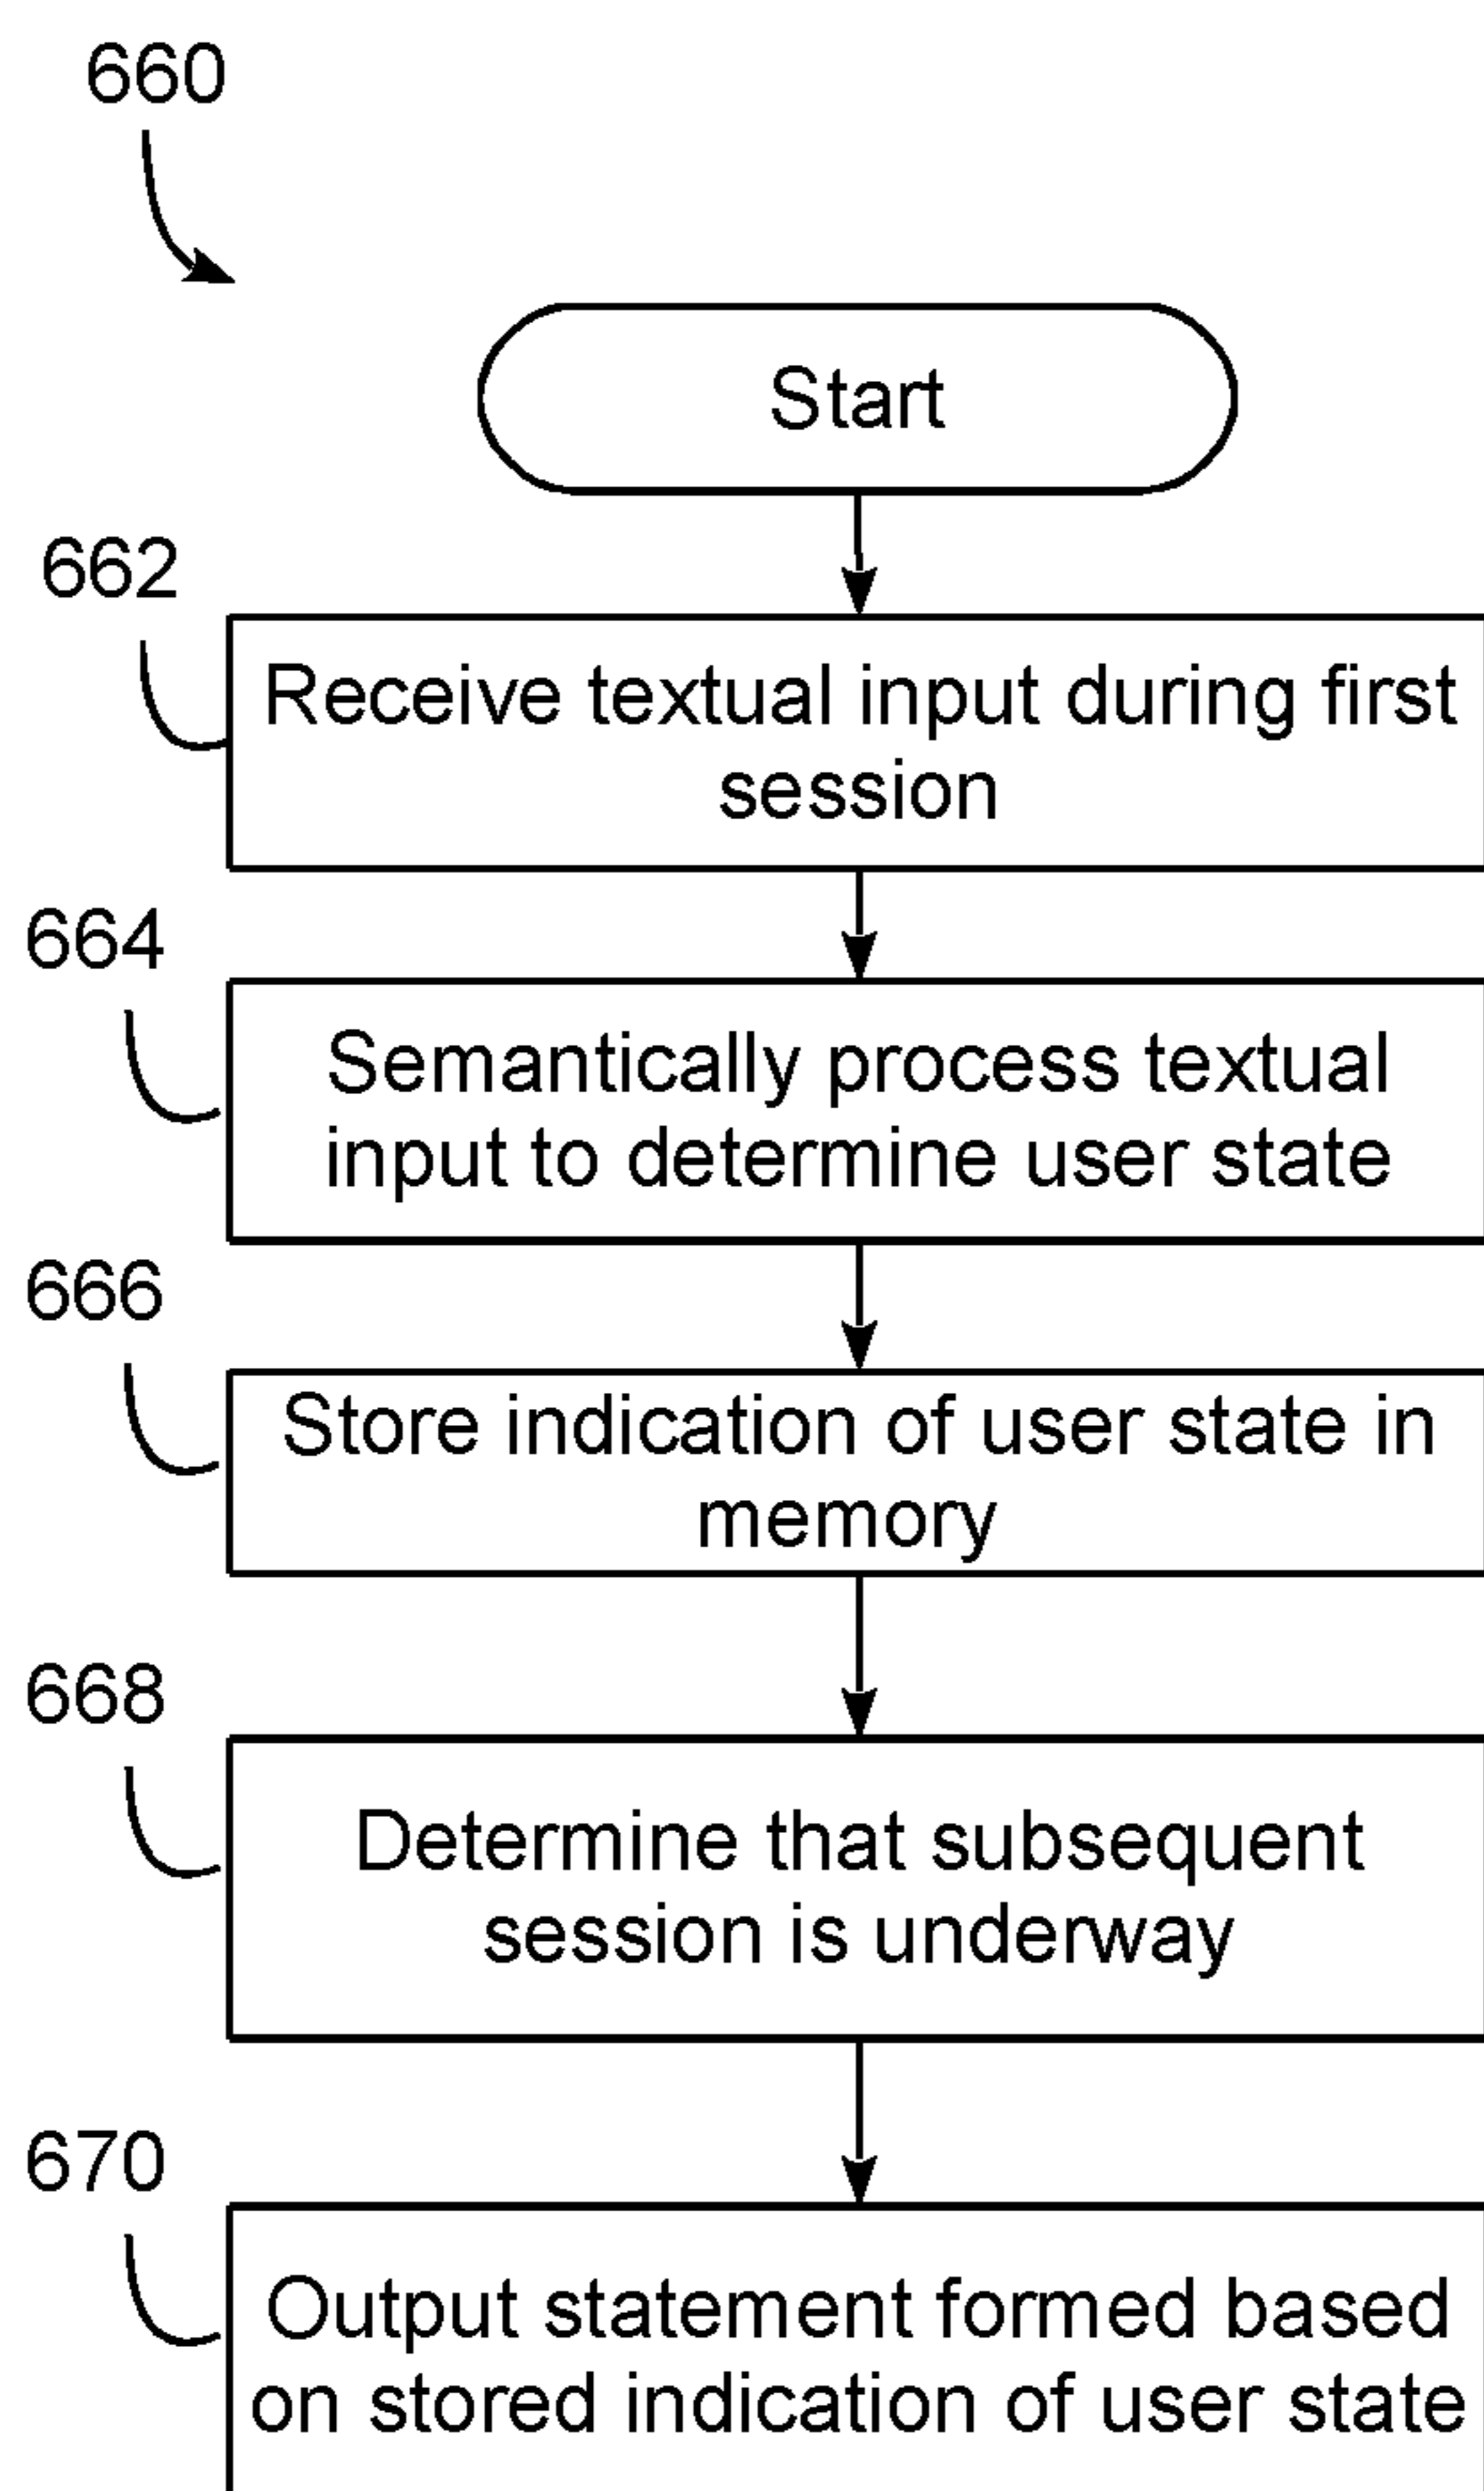 660
Start
662
Receive textual input during first
session
664
Semantically process textual
input to determine user state
666
Store indication of user state in
memory
668
Determine that subsequent
session is underway
670
Output statement formed based
on stored indication of user state